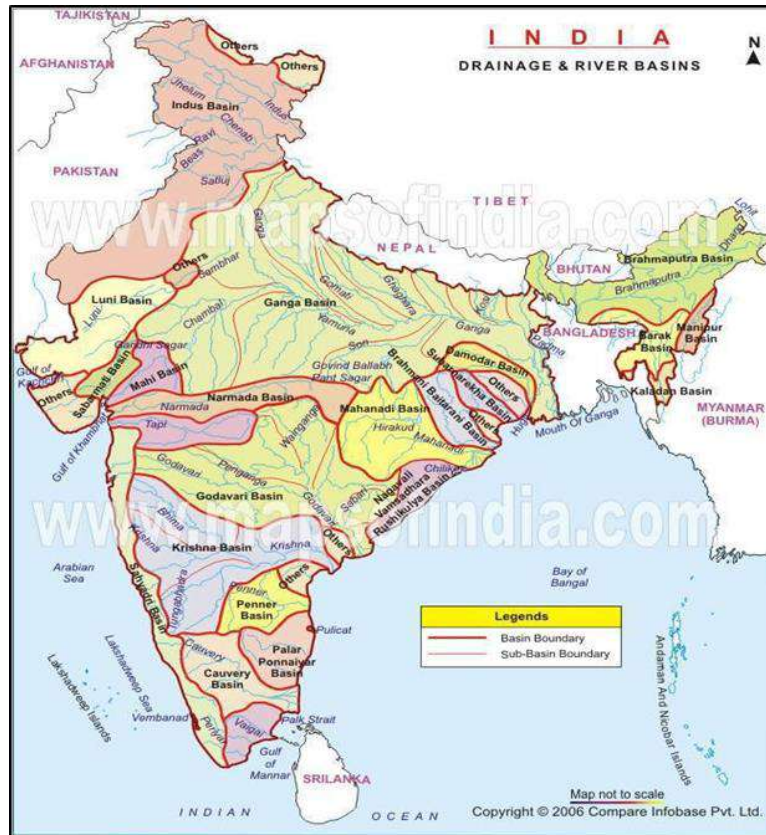 TAJIKISTAN
AFGHANISTAN
PAKISTAN
INDIA
DRAINAGE & RIVER BASINS
N
Others
Others
Jhelum
Indus Basin
Indus
Chenab
Ravi
Beas
Satluj
www.mapsofindia.com
TIBET
NEPAL
BHUTAN
BANGLADESH
MYANMAR
(BURMA)
Lohit
Dhang
Brahmaputra Basin
Brahmaputra
Manipur
Basin
Barak
Basin
Kaladan Basin
Ganga
Others
Sambhar
Luni Basin
Luni
Chambal
Ganga Basin
Gomati
Ghaghara
Kosi
Yamuna
Ganga
Son
Padma
Gandhi Sagar
Gulf of
Others
Sabarmati Basin
Mahi Basin
Govind Ballabh
Pant Sagar
Damodar Basin
Subarnarekha Basin
Others
Brahmani Baitarani Basin
Others
Mouth Of Ganga
Narmada Basin
Narmada
Gulf of Khambhat
Tapi
Wainganga
Mahanadi Basin
Hirakud
Mahanadi
Chilika
Godavari
Penganga
Godavari Basin
Godavari
Sabari
Nagavali
Vansadhara
Rushikulya Basin
www.mapsofindia.com
Bhima
Krishna
Krishna Basin
Krishna
Others
Arabian
Sea
Bay of
Bangal
Sahyadri Basin
Tungabhadra
Penner
Others
Penner
Basin
Pulicat
Legends
Basin Boundary
Sub-Basin Boundary
Palar
Ponnaiyar
Basin
Cauvery
Cauvery
Basin
Lakshadweep Sea
Lakshadweep Islands
Vembanad
Periyar
Vaigai
Palk Strait
Gulf
of
Mannar
SRILANKA
Andaman And Nicobar Islands
INDIAN OCEAN
Map not to scale
Copyright © 2006 Compare Infobase Pvt. Ltd.